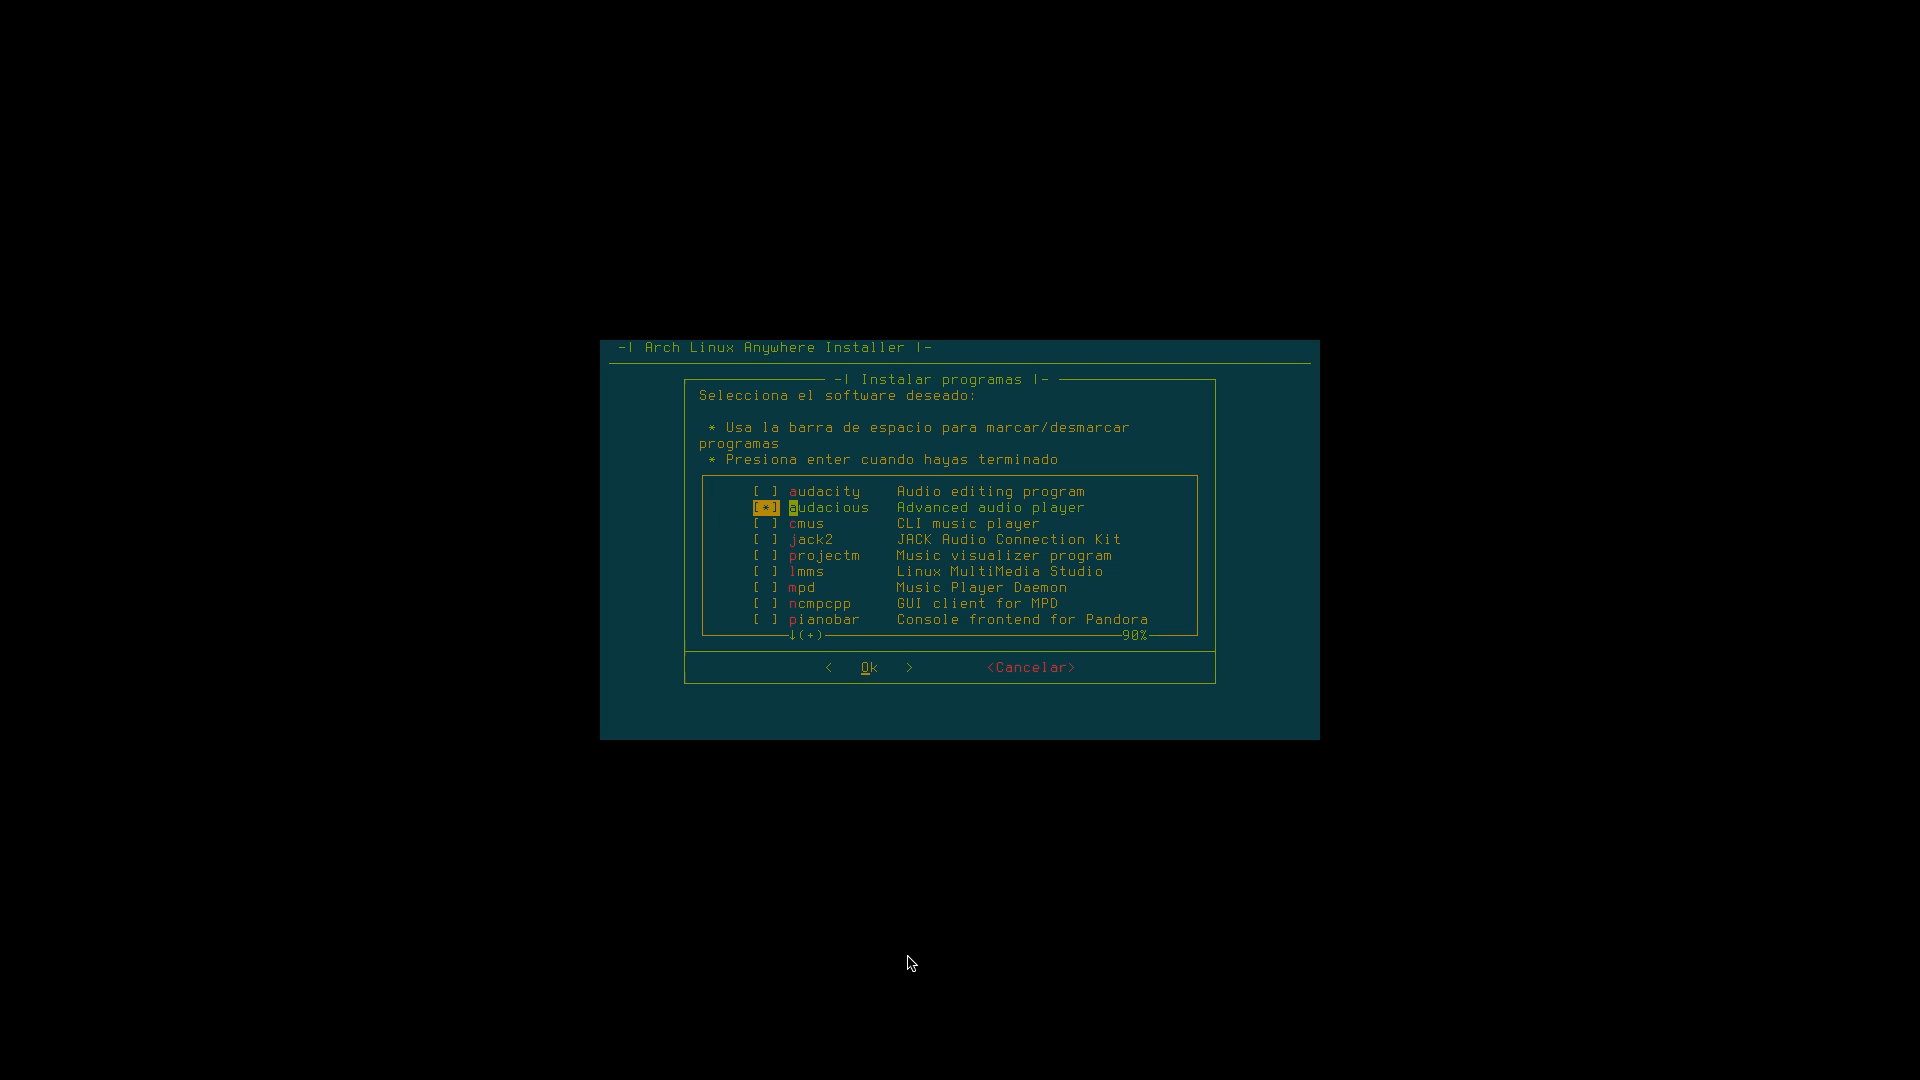 -| Arch Linux Anywhere Installer |-
-| Instalar programas |-
Selecciona el software deseado:
* Usa la barra de espacio para marcar/desmarcar
programas
* Presiona enter cuando hayas terminado
[ ] audacity Audio editing program
[*] audacious Advanced audio player
[ ] cmus CLI music player
[ ] jack2 JACK Audio Connection Kit
[ ] projectm Music visualizer program
[ ] lmms Linux MultiMedia Studio
[ ] mpd Music Player Daemon
[ ] ncmpcpp GUI client for MPD
[ ] pianobar Console frontend for Pandora
↓(+) 90%
< Ok > <Cancelar>